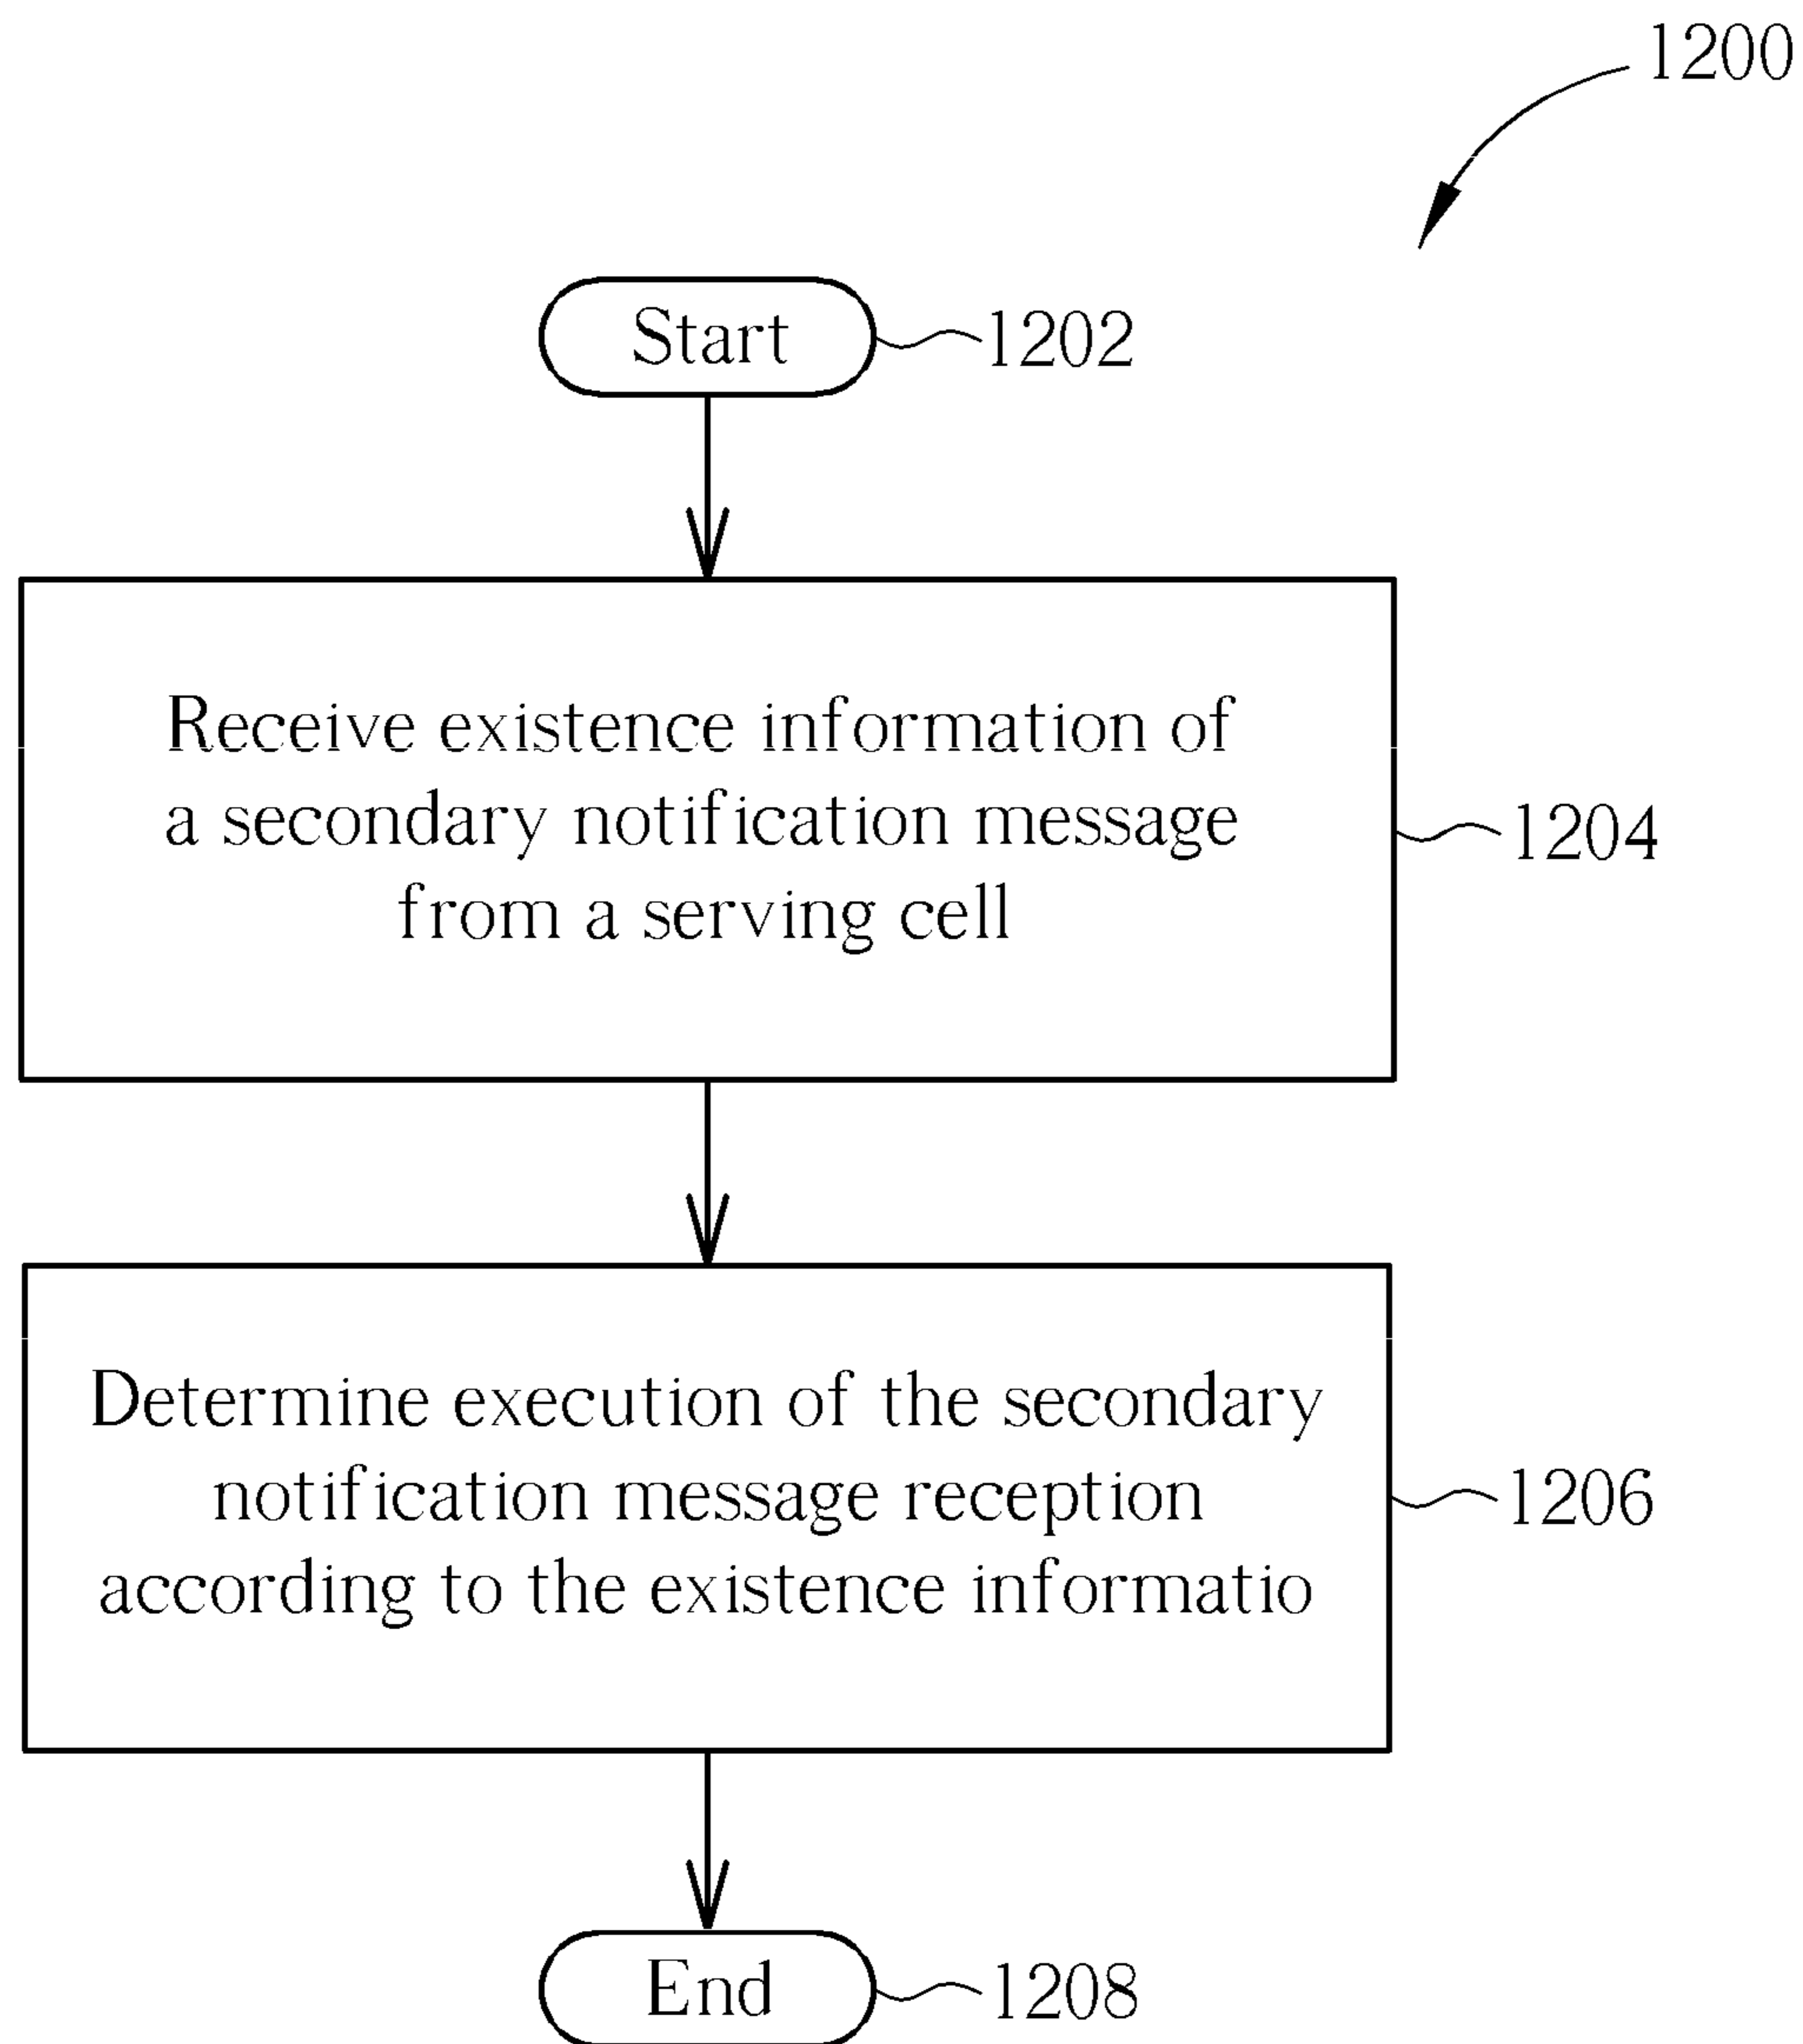 1200
Start
1202
Receive existence information of
a secondary notification message
from a serving cell
1204
Determine execution of the secondary
notification message reception
according to the existence informatio
1206
End
1208